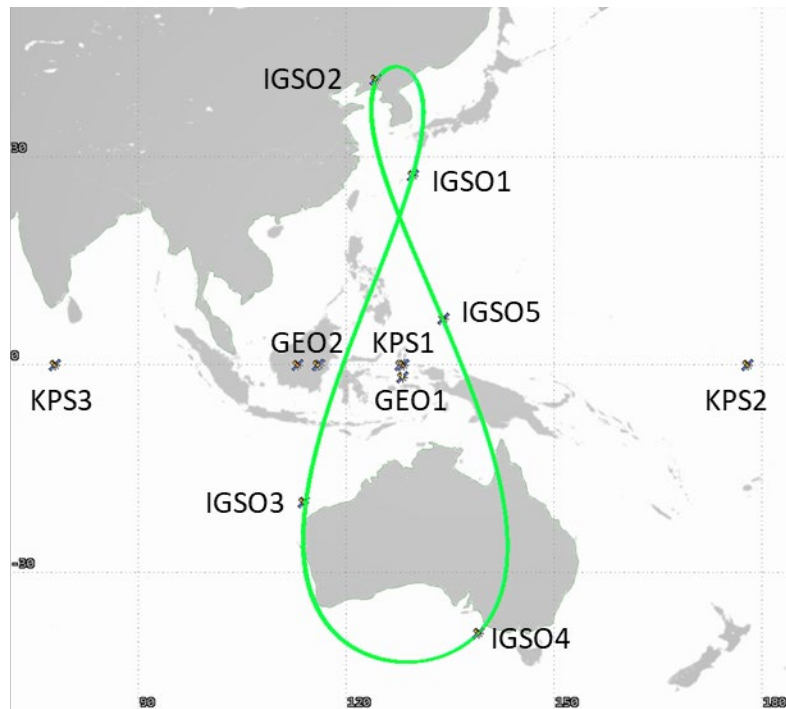 IGSO2
30
IGSO1
IGSO5
GEO2
KPS1
0
KPS3
GEO1
KPS2
IGSO3
-30
IGSO4
90
120
150
180